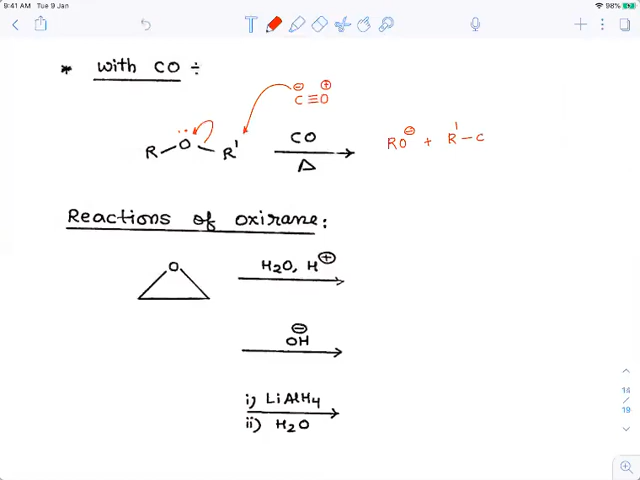 9:41 AM Tue 9 Jan
98%
* with CO ÷
⊖ ⊕
C≡O
R–O–R' CO △ → RO⊖ + R'–C
Reactions of oxirane:
O H2O, H⊕
⊖
OH
i) LiAlH4
ii) H2O
14
/
19